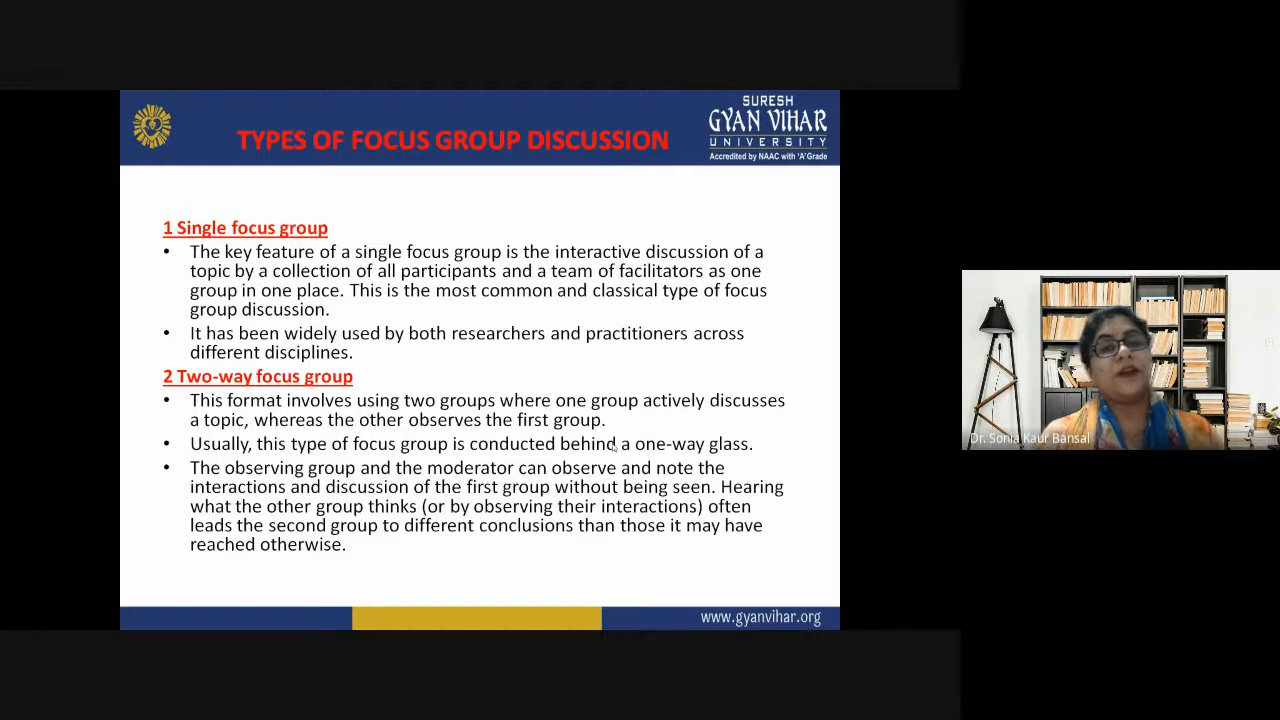 SURESH
GYAN VIHAR
UNIVERSITY
Accredited by NAAC with 'A' Grade
TYPES OF FOCUS GROUP DISCUSSION
1 Single focus group
• The key feature of a single focus group is the interactive discussion of a
topic by a collection of all participants and a team of facilitators as one
group in one place. This is the most common and classical type of focus
group discussion.
• It has been widely used by both researchers and practitioners across
different disciplines.
2 Two-way focus group
• This format involves using two groups where one group actively discusses
a topic, whereas the other observes the first group.
• Usually, this type of focus group is conducted behind a one-way glass.
• The observing group and the moderator can observe and note the
interactions and discussion of the first group without being seen. Hearing
what the other group thinks (or by observing their interactions) often
leads the second group to different conclusions than those it may have
reached otherwise.
www.gyanvihar.org
Dr. Sonia Kaur Bansal